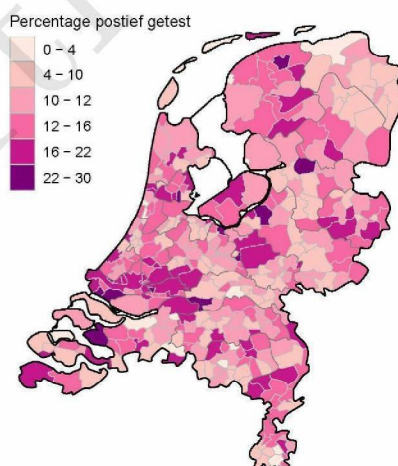 Percentage postief getest
0 – 4
4 – 10
10 – 12
12 – 16
16 – 22
22 – 30